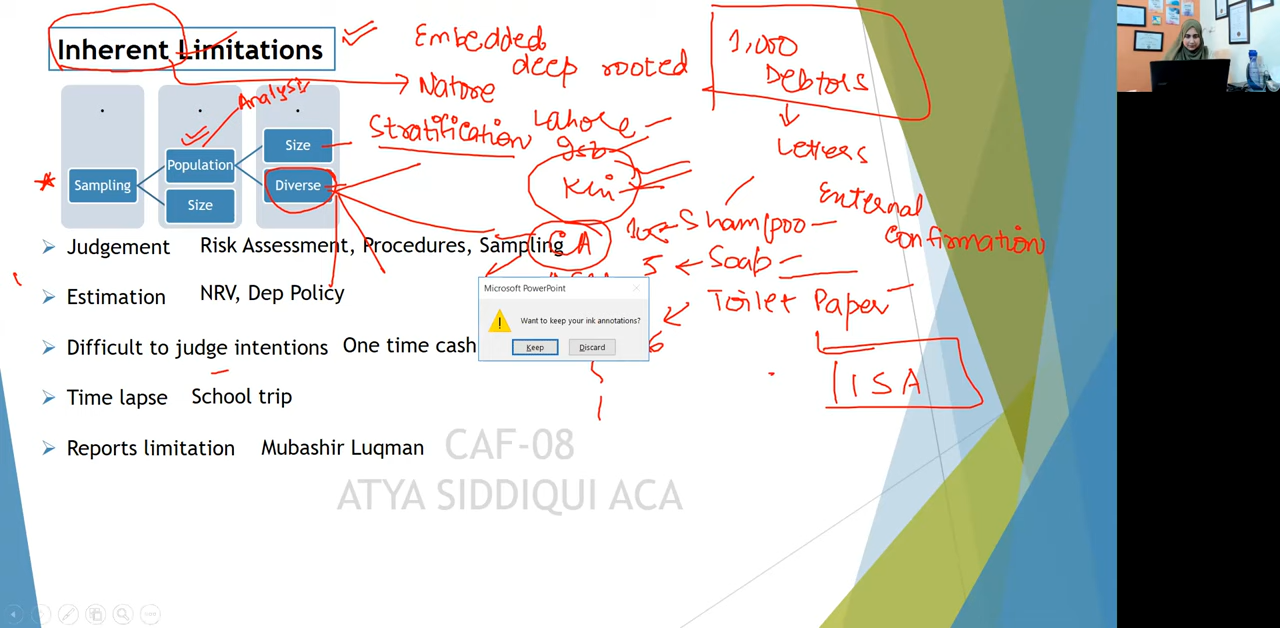 Inherent Limitations
Embedded
deep rooted
Nature
1,000
Debtors
Letters
Analysis
Stratification
Lahore
Isb
Khi
Sampling
Population
Size
Size
Diverse
External
Confirmation
Shampoo
Soap
5
Toilet Paper
6
CA
ISA
Judgement
Risk Assessment, Procedures, Sampling
Estimation
NRV, Dep Policy
Difficult to judge intentions
One time cash
Time lapse
School trip
Reports limitation
Mubashir Luqman
Microsoft PowerPoint
Want to keep your ink annotations?
Keep
Discard
CAF-08
ATYA SIDDIQUI ACA